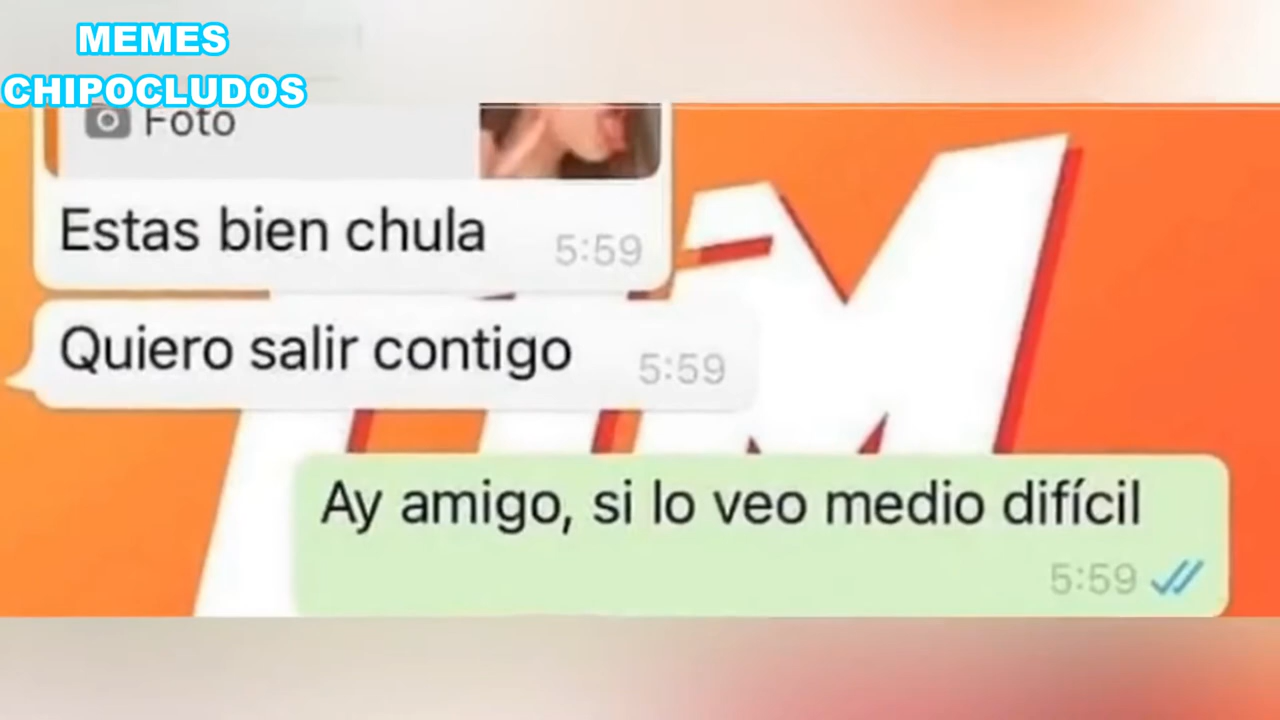 MEMES
CHIPOCLUDOS
Foto
Estas bien chula
5:59
Quiero salir contigo
5:59
Ay amigo, si lo veo medio difícil
5:59